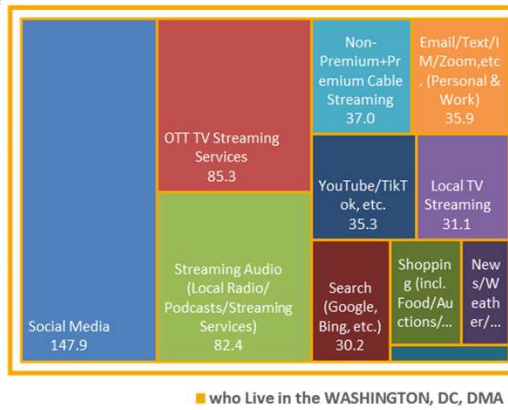 Social Media
147.9
OTT TV Streaming
Services
85.3
Streaming Audio
(Local Radio/
Podcasts/Streaming
Services)
82.4
Non-
Premium+Pr
emium Cable
Streaming
37.0
Email/Text/I
M/Zoom,etc
. (Personal &
Work)
35.9
YouTube/TikT
ok, etc.
35.3
Local TV
Streaming
31.1
Search
(Google,
Bing, etc.)
30.2
Shoppin
g (incl.
Food/Au
ctions/...
New
s/W
eath
er/...
who Live in the WASHINGTON, DC, DMA